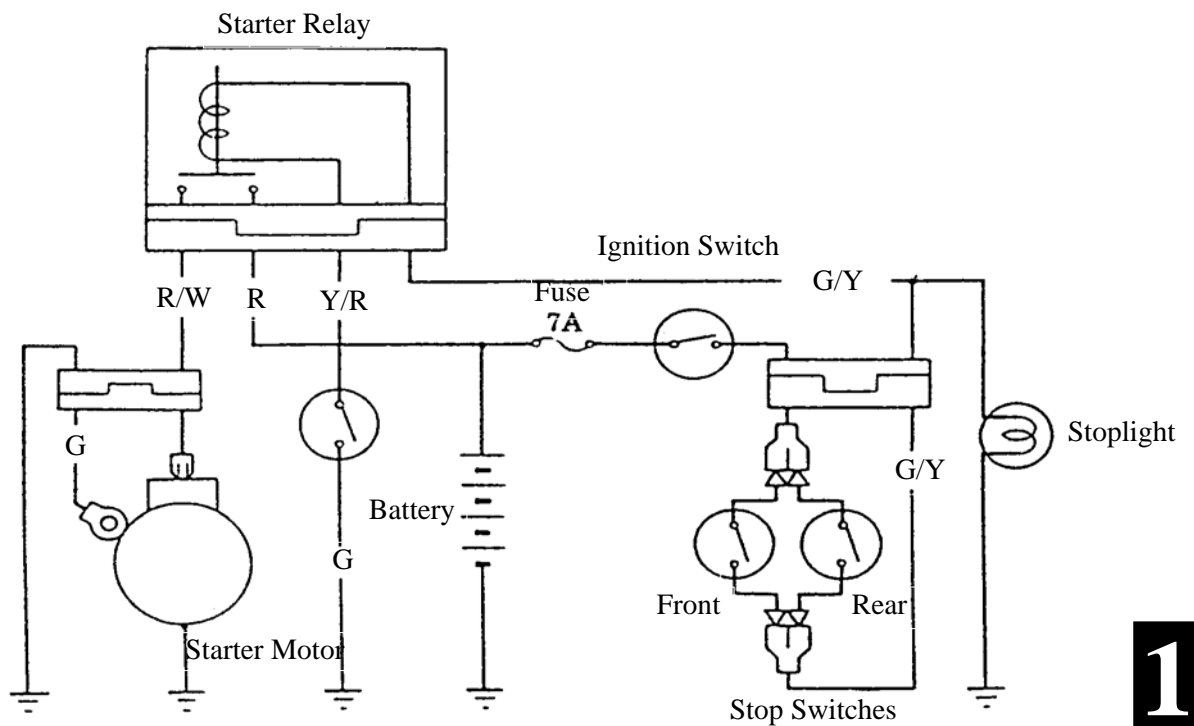 Starter Relay
Ignition Switch
R/W
R
Y/R
Fuse
7A
G/Y
G
G/Y
Stoplight
Battery
G
Front
Rear
Starter Motor
Stop Switches
1